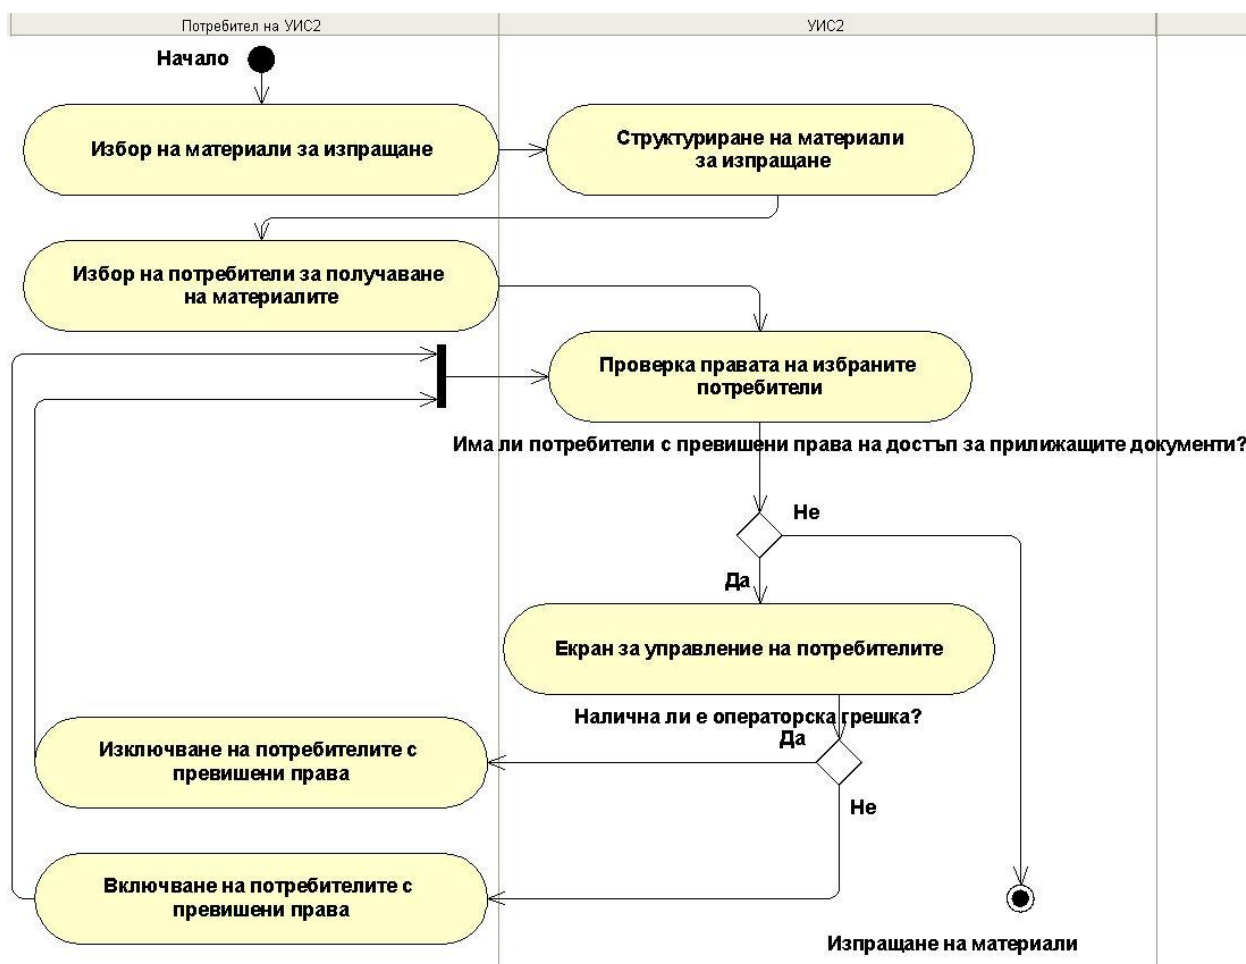 Потребител на УИС2
УИС2
Начало
Избор на материали за изпращане
Структуриране на материали
за изпращане
Избор на потребители за получаване
на материалите
Проверка правата на избраните
потребители
Има ли потребители с превишени права на достъп за прилижащите документи?
Не
Да
Екран за управление на потребителите
Налична ли е операторска грешка?
Да
Изключване на потребителите с
превишени права
Не
Включване на потребителите с
превишени права
Изпращане на материали